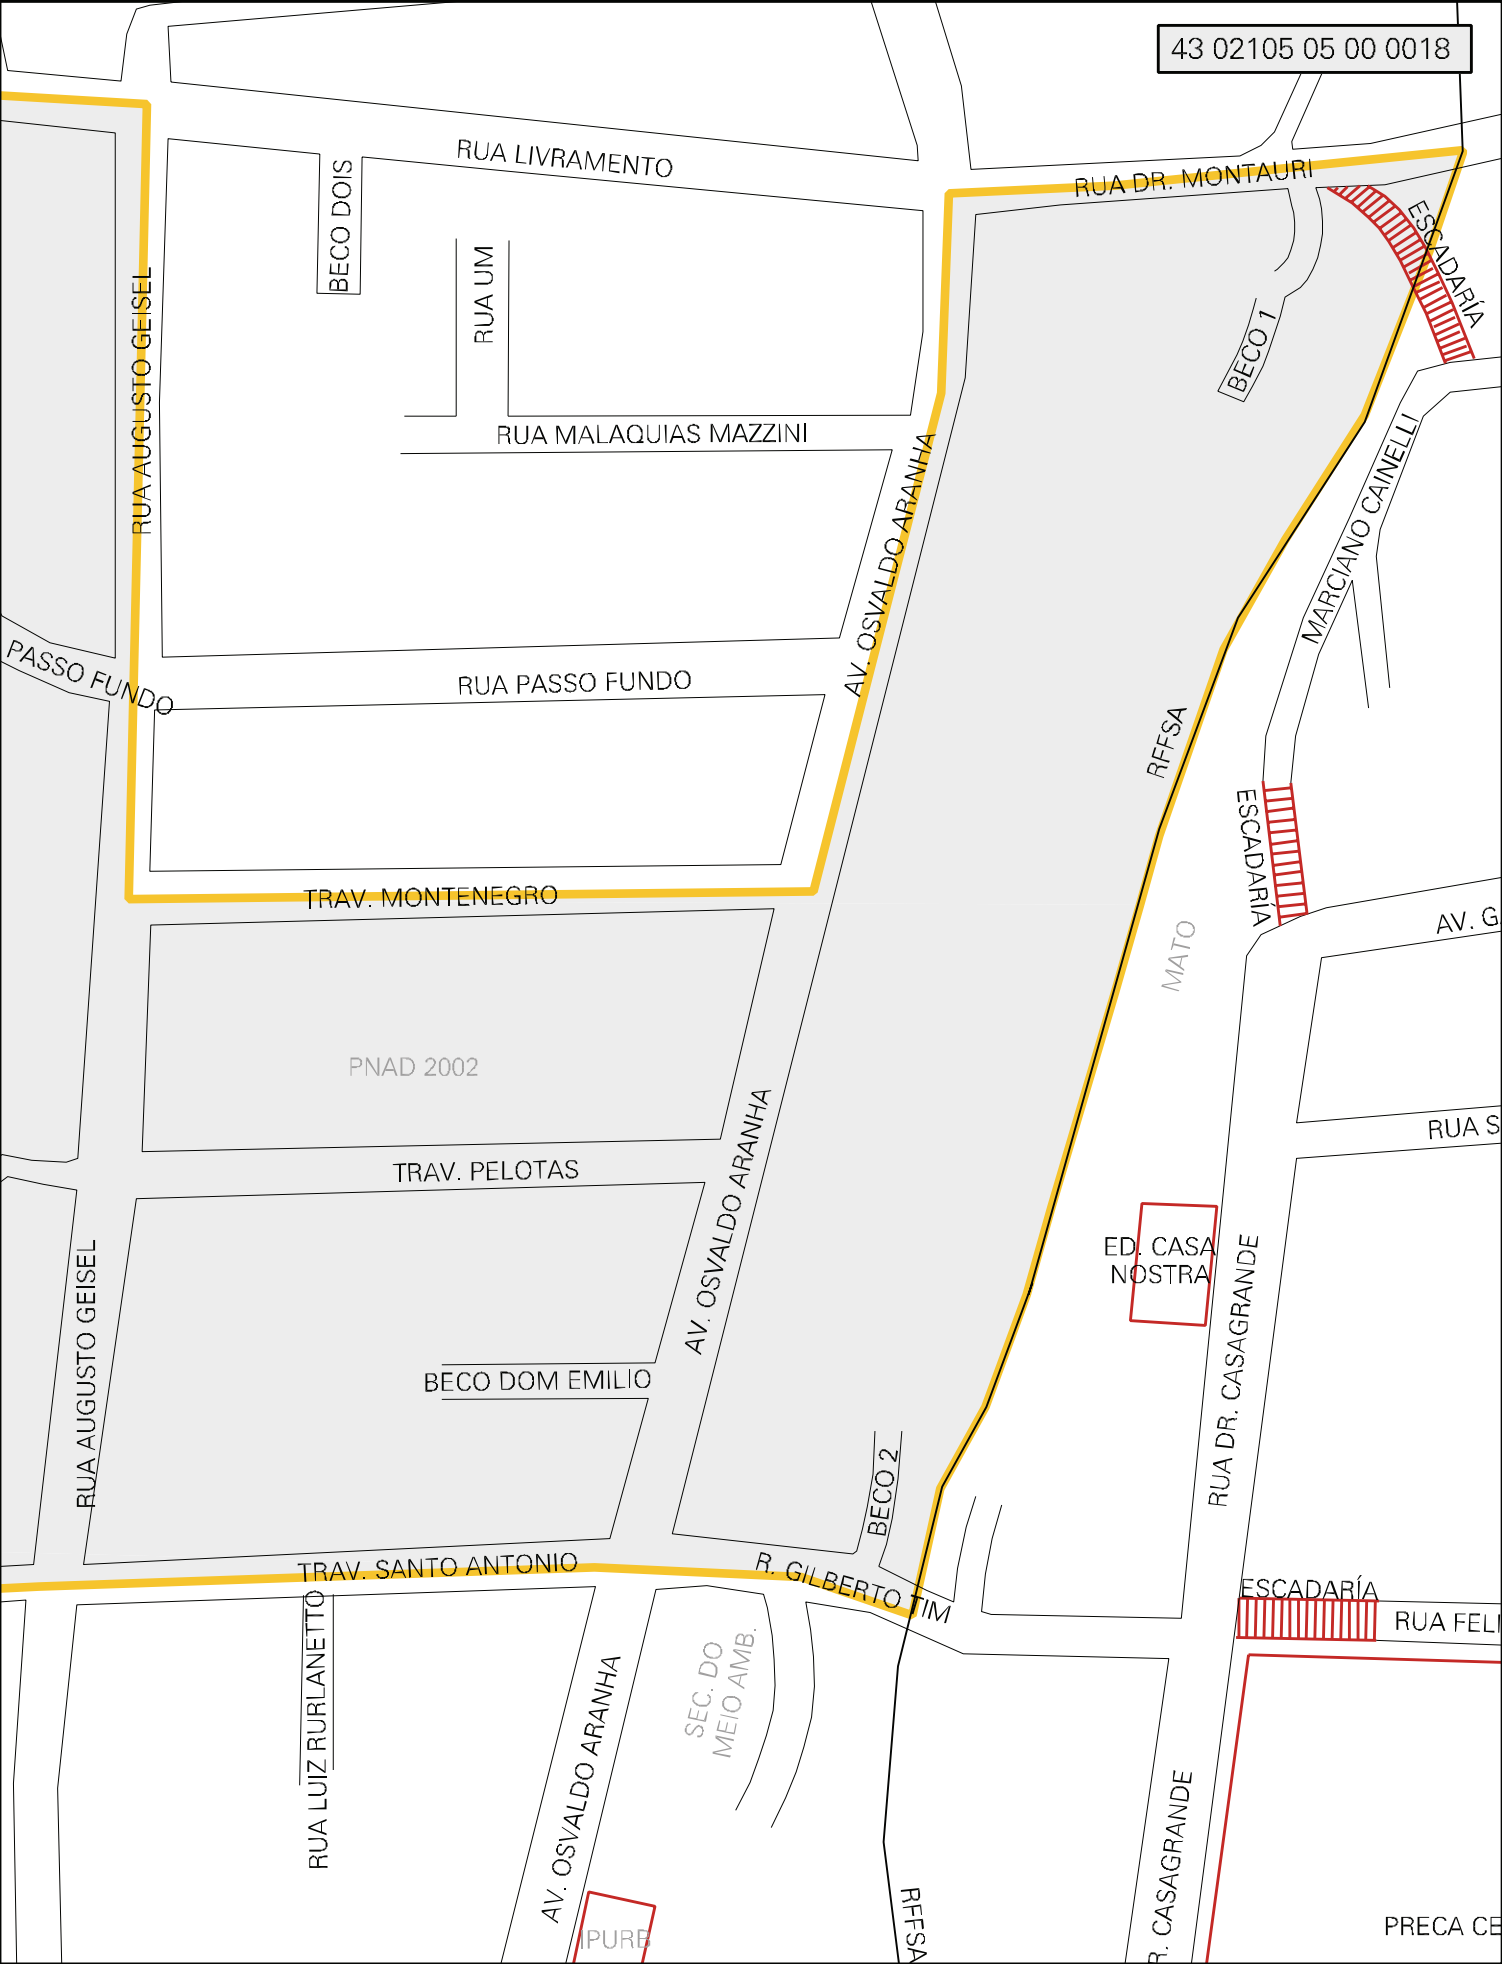 43 02105 05 00 0018
RUA LIVRAMENTO
BECO DOIS
RUA DR. MONTAURI
ESCADARÍA
RUA UM
RUA AUGUSTO GEISEL
BECO 1
RUA MALAQUIAS MAZZINI
AV. OSVALDO ARANHA
MARCIANO CAINELLI
PASSO FUNDO
RUA PASSO FUNDO
RFFSA
ESCADARÍA
TRAV. MONTENEGRO
AV. G
MATO
PNAD 2002
RUA S
TRAV. PELOTAS
AV. OSVALDO ARANHA
ED. CASA
NOSTRA
RUA DR. CASAGRANDE
RUA AUGUSTO GEISEL
BECO DOM EMILIO
BECO 2
TRAV. SANTO ANTONIO
R. GILBERTO TIM
ESCADARÍA
RUA FELI
RUA LUIZ RURLANETTO
SEC. DO
MEIO AMB.
AV. OSVALDO ARANHA
R. CASAGRANDE
RFFSA
IPURB
PRECA CE